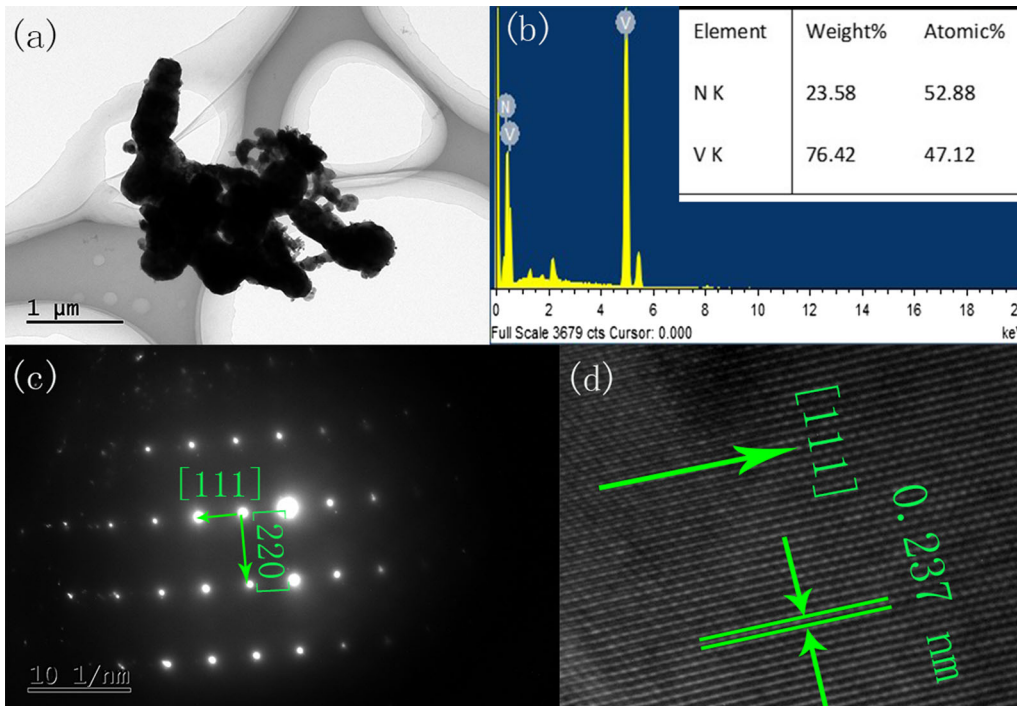 (a)
1 μm
(b)
N
V
V
Element Weight% Atomic%
N K 23.58 52.88
V K 76.42 47.12
0 2 4 6 8 10 12 14 16 18 2
Full Scale 3679 cts Cursor: 0.000 ke
(c)
[111]
[220]
10 1/nm
(d)
[111]
0.237 nm